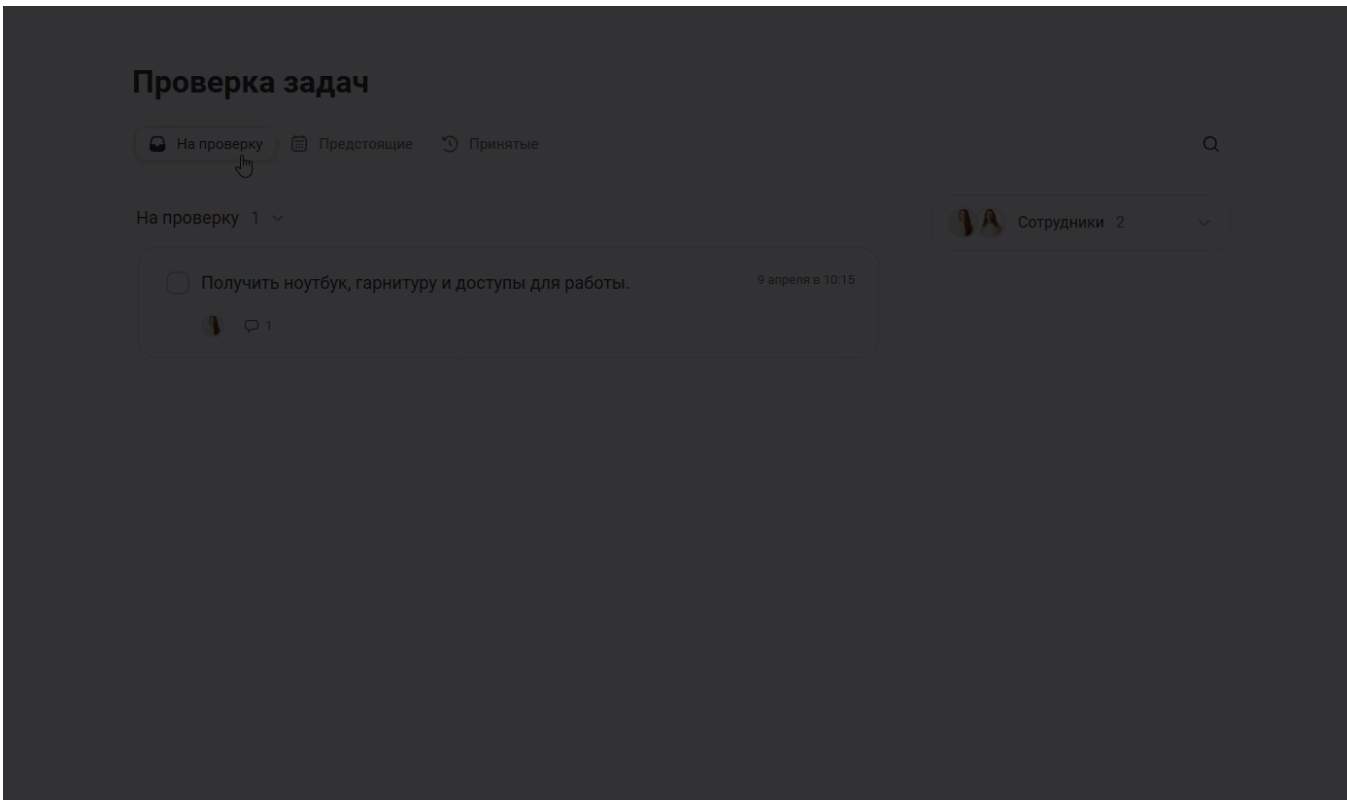 Проверка задач
На проверку Предстоящие Принятые
На проверку 1
Сотрудники 2
Получить ноутбук, гарнитуру и доступы для работы.
9 апреля в 10:15
1